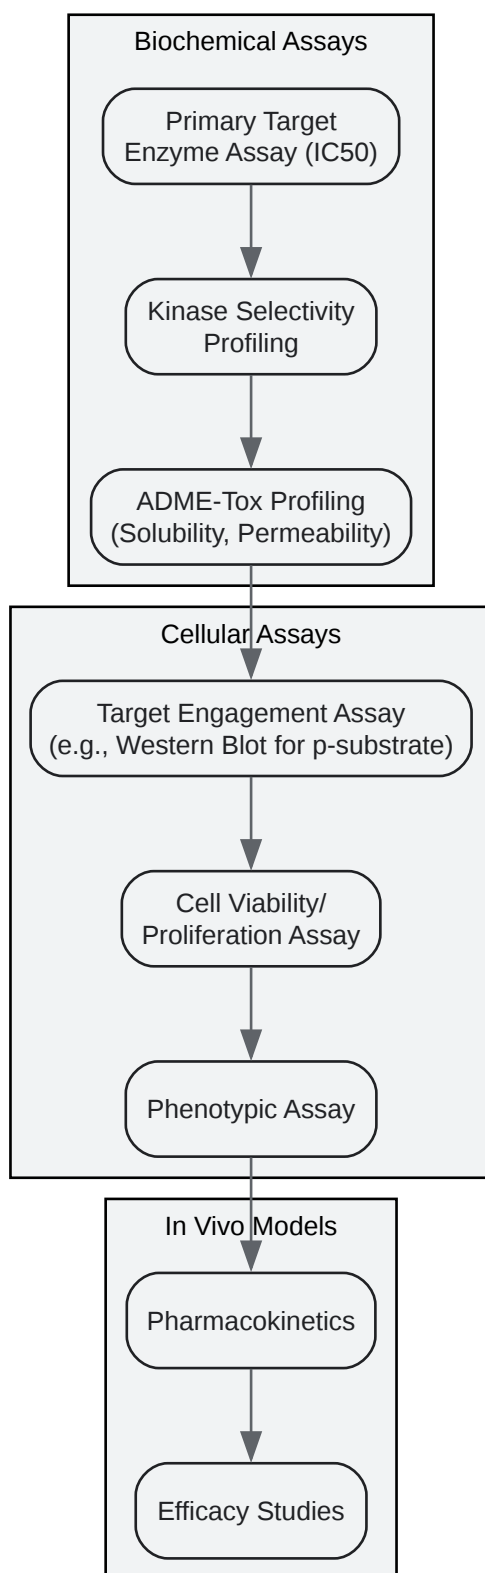 Biochemical Assays
Primary Target
Enzyme Assay (IC50)
Kinase Selectivity
Profiling
ADME-Tox Profiling
(Solubility, Permeability)
Cellular Assays
Target Engagement Assay
(e.g., Western Blot for p-substrate)
Cell Viability/
Proliferation Assay
Phenotypic Assay
In Vivo Models
Pharmacokinetics
Efficacy Studies